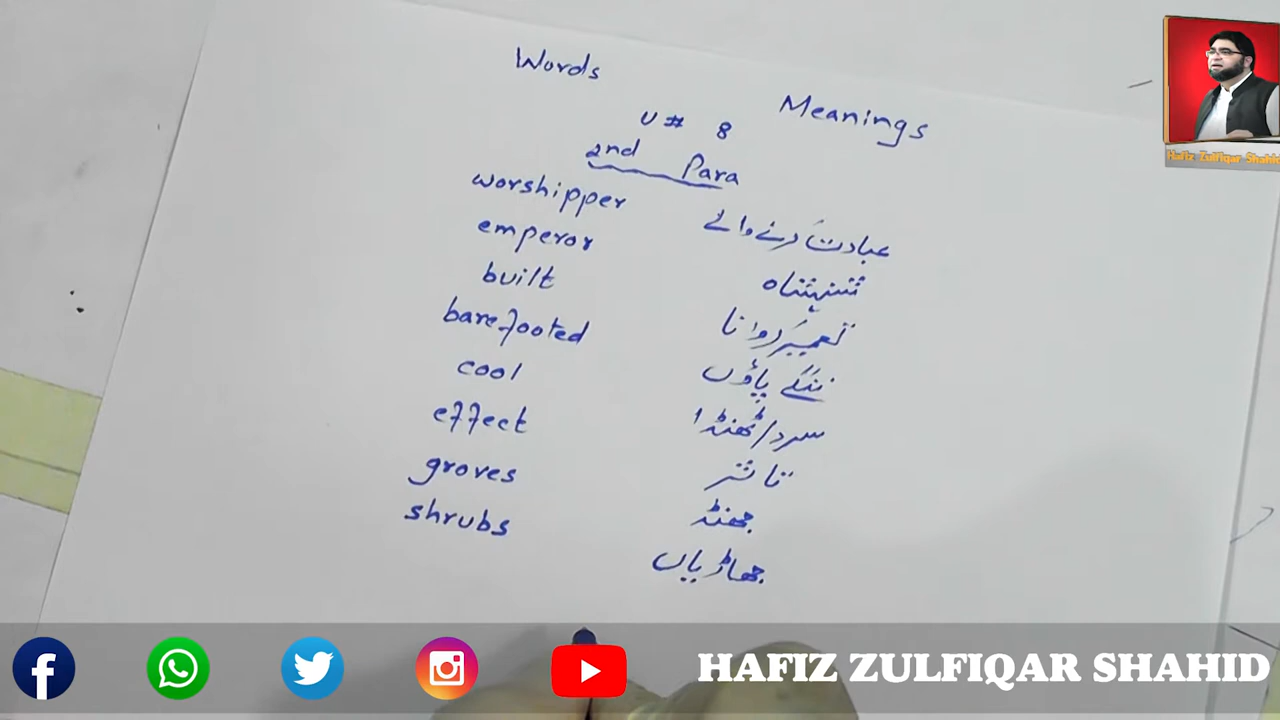 Words Meanings
U# 8
2nd Para
worshipper عبادت کرنے والے
emperor شہنشاہ
built تعمیر کروانا
barefooted ننگے پاؤں
cool سرد/ٹھنڈا
effect تاثر
groves جھنڈ
shrubs جھاڑیاں
Hafiz Zulfiqar Shahid
HAFIZ ZULFIQAR SHAHID